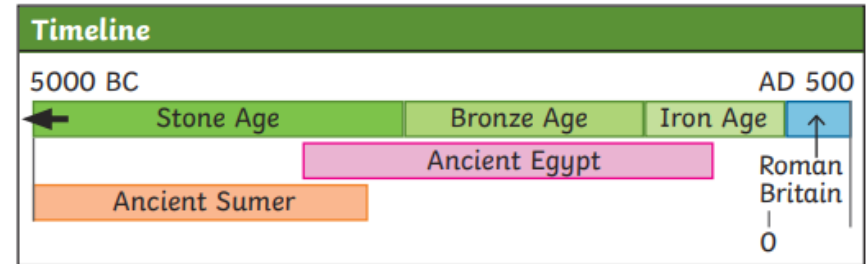 Timeline
5000 BC AD 500
Stone Age Bronze Age Iron Age
Ancient Egypt
Roman
Britain
Ancient Sumer
0